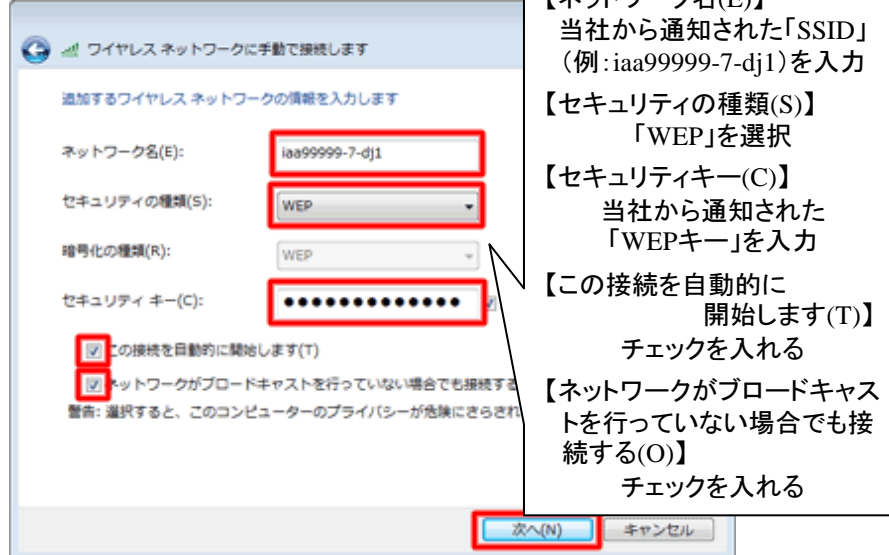 ワイヤレス ネットワークに手動で接続します
追加するワイヤレス ネットワークの情報を入力します
ネットワーク名(E):
iaa99999-7-dj1
セキュリティの種類(S):
WEP
暗号化の種類(R):
WEP
セキュリティ キー(C):
●●●●●●●●●●●●●
この接続を自動的に開始します(T)
ネットワークがブロードキャストを行っていない場合でも接続する
警告: 選択すると、このコンピューターのプライバシーが危険にさらされ
次へ(N)
キャンセル
【ネットワーク名(E)】
当社から通知された「SSID」
（例：iaa99999-7-dj1）を入力
【セキュリティの種類(S)】
「WEP」を選択
【セキュリティキー(C)】
当社から通知された
「WEPキー」を入力
【この接続を自動的に
開始します(T)】
チェックを入れる
【ネットワークがブロードキャス
トを行っていない場合でも接
続する(O)】
チェックを入れる